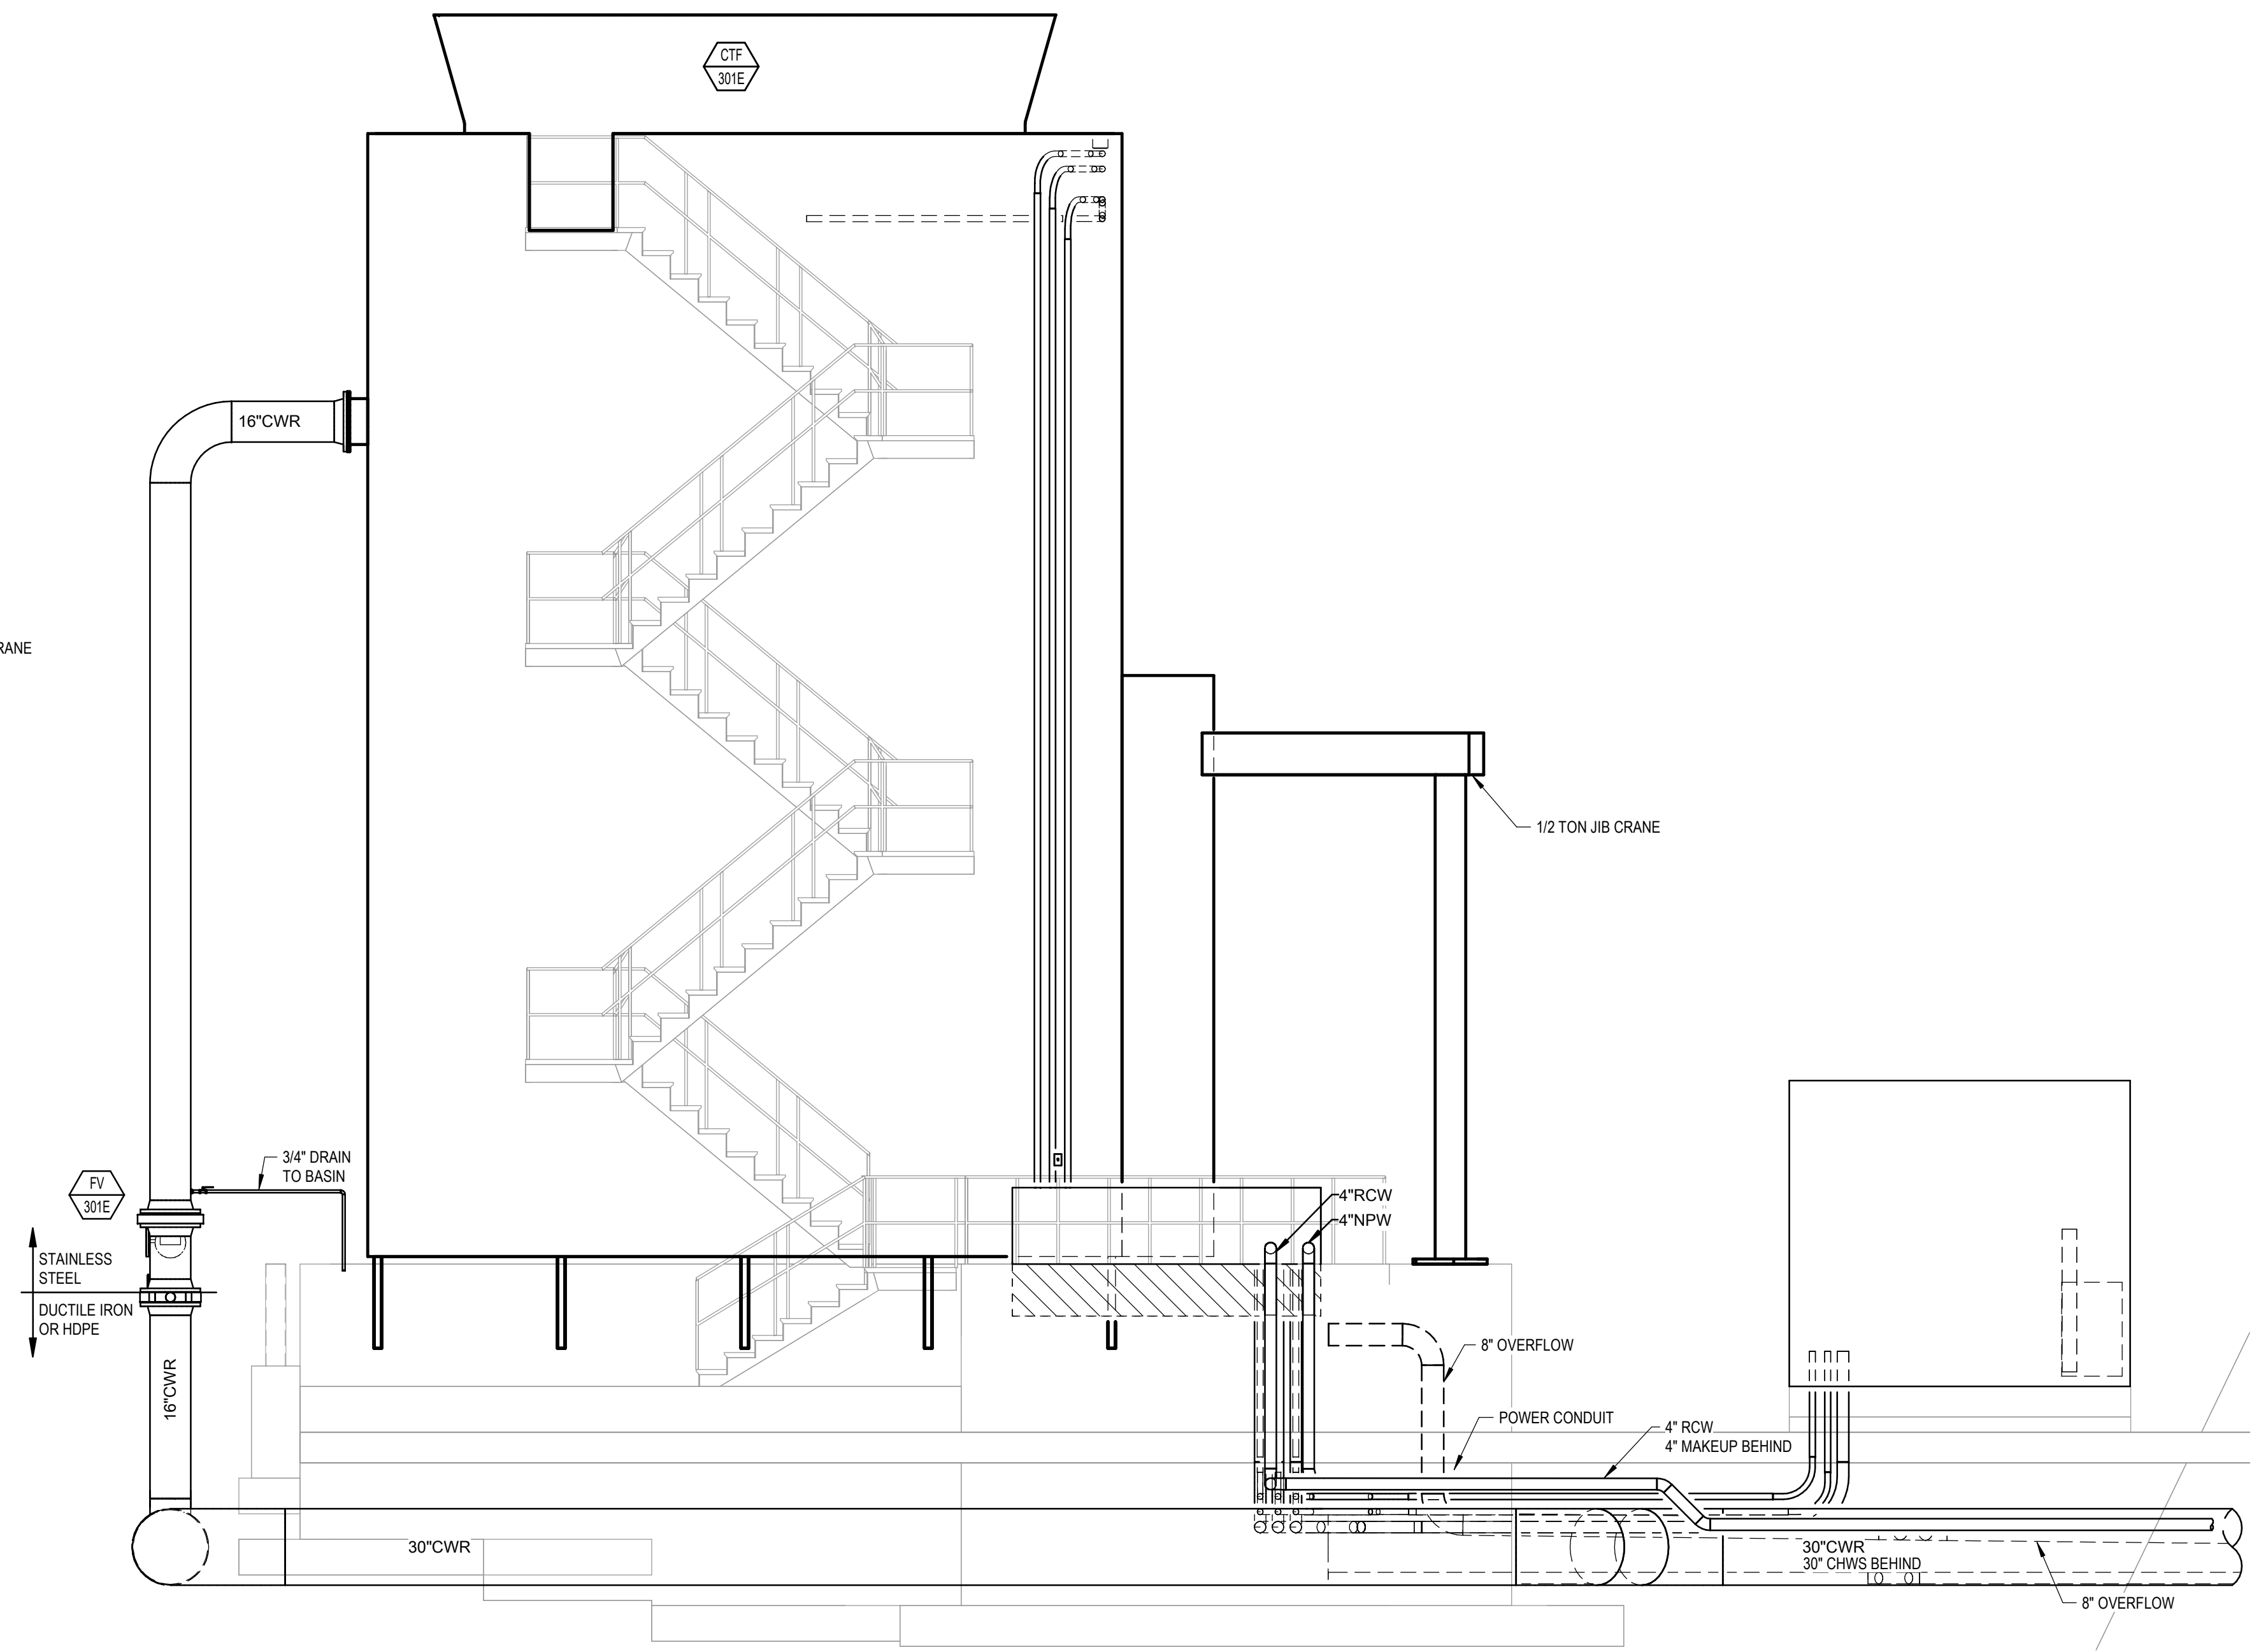 CTF
301E
16"CWR
RANE
1/2 TON JIB CRANE
3/4" DRAIN
TO BASIN
FV
301E
4"RCW
4"NPW
STAINLESS
STEEL
DUCTILE IRON
OR HDPE
8" OVERFLOW
16"CWR
POWER CONDUIT
4" RCW
4" MAKEUP BEHIND
30"CWR
30"CWR
30" CHWS BEHIND
8" OVERFLOW